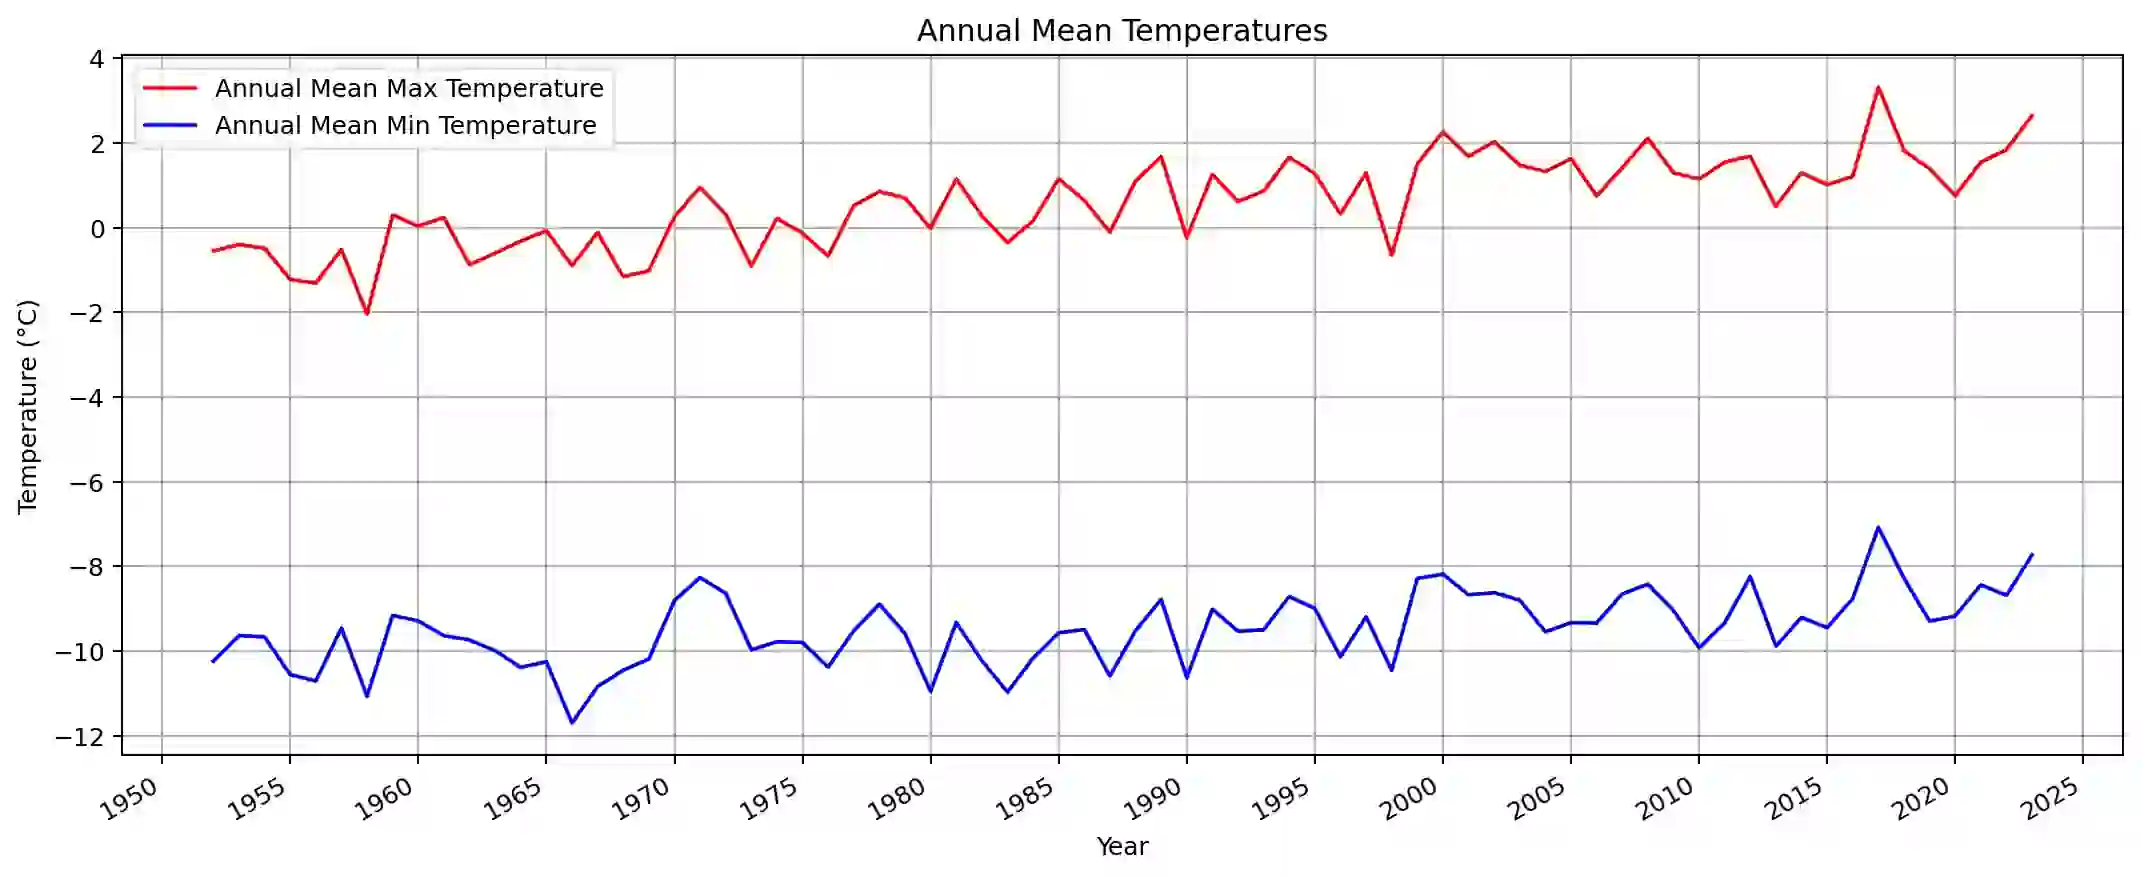 Annual Mean Temperatures
Annual Mean Max Temperature
Annual Mean Min Temperature
4
2
0
−2
−4
−6
−8
−10
−12
Temperature (°C)
1950 1955 1960 1965 1970 1975 1980 1985 1990 1995 2000 2005 2010 2015 2020 2025
Year